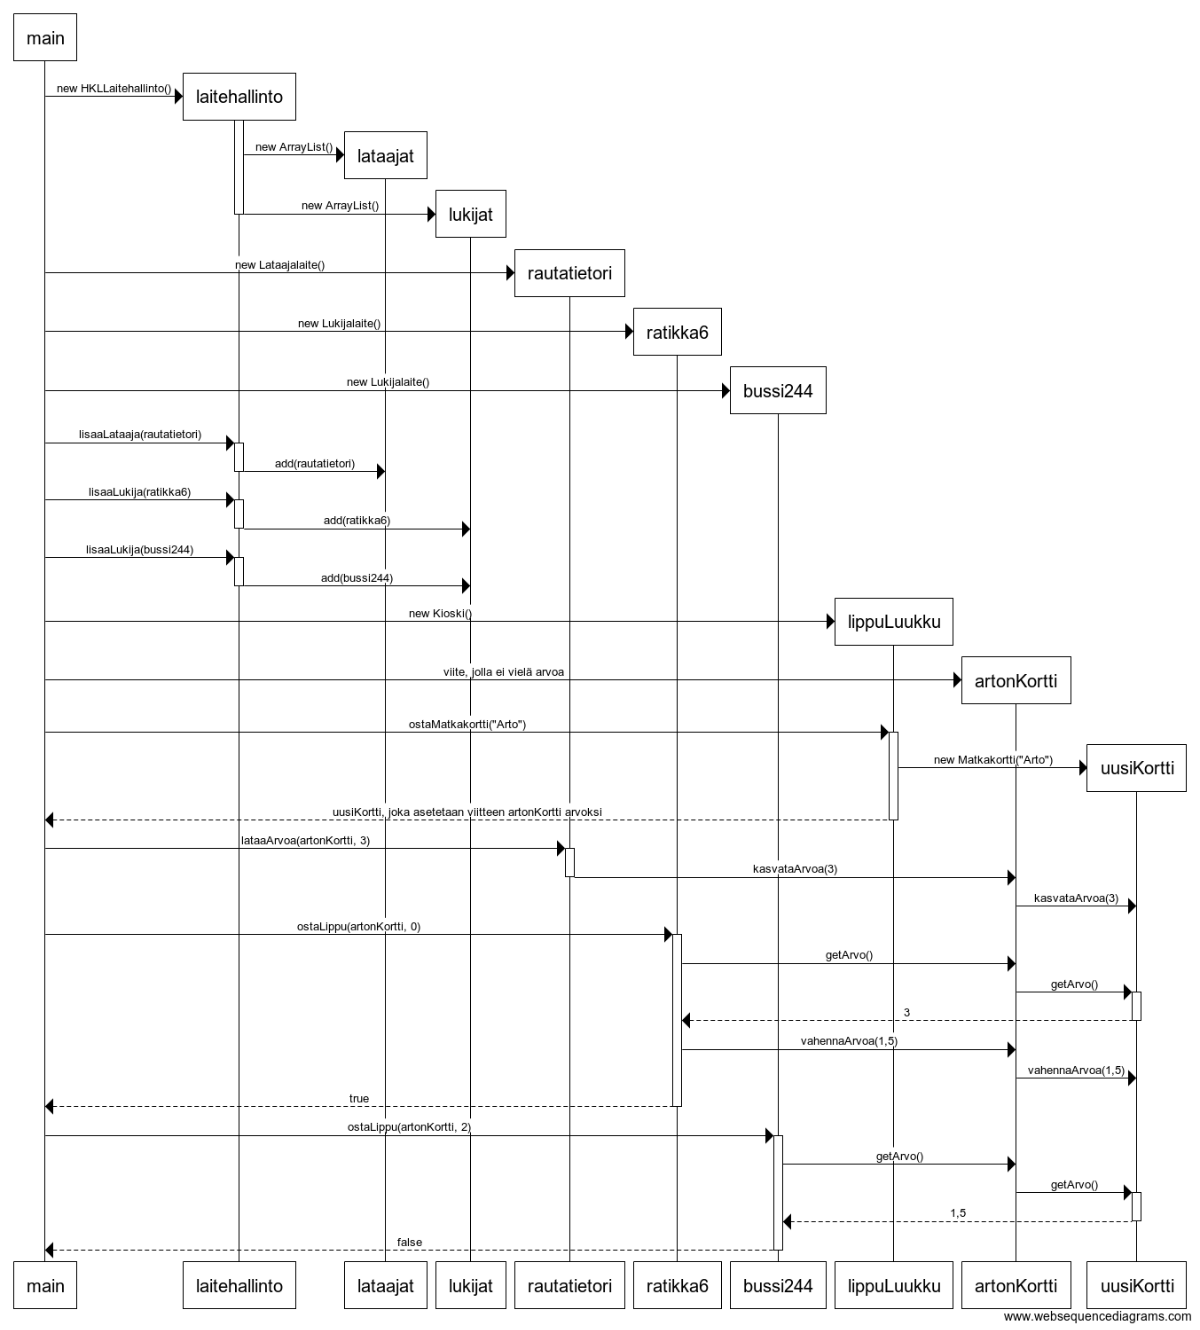 main
new HKLLaitehallinto()
laitehallinto
new ArrayList()
lataajat
new ArrayList()
lukijat
new Lataajalaite()
rautatietori
new Lukijalaite()
ratikka6
new Lukijalaite()
bussi244
lisaaLataaja(rautatietori)
add(rautatietori)
lisaaLukija(ratikka6)
add(ratikka6)
lisaaLukija(bussi244)
add(bussi244)
new Kioski()
lippuLuukku
viite, jolla ei vielä arvoa
artonKortti
ostaMatkakortti("Arto")
new Matkakortti("Arto")
uusiKortti
uusiKortti, joka asetetaan viitteen artonKortti arvoksi
lataaArvoa(artonKortti, 3)
kasvataArvoa(3)
kasvataArvoa(3)
ostaLippu(artonKortti, 0)
getArvo()
getArvo()
3
vahennaArvoa(1,5)
vahennaArvoa(1,5)
true
ostaLippu(artonKortti, 2)
getArvo()
getArvo()
1,5
false
main laitehallinto lataajat lukijat rautatietori ratikka6 bussi244 lippuLuukku artonKortti uusiKortti
www.websequencediagrams.com